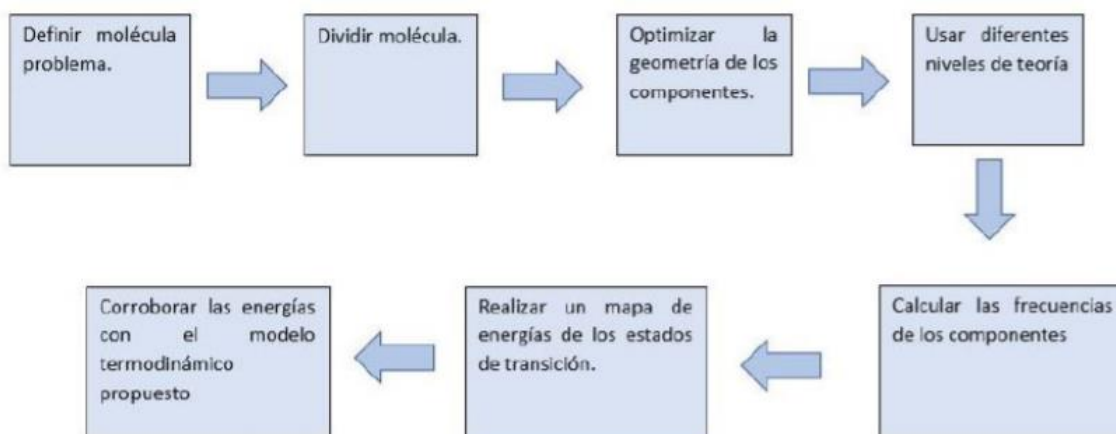 Definir molécula
problema.
Dividir molécula.
Optimizar la
geometría de los
componentes.
Usar diferentes
niveles de teoría
Calcular las frecuencias
de los componentes
Realizar un mapa de
energías de los estados
de transición.
Corroborar las energías
con el modelo
termodinámico
propuesto